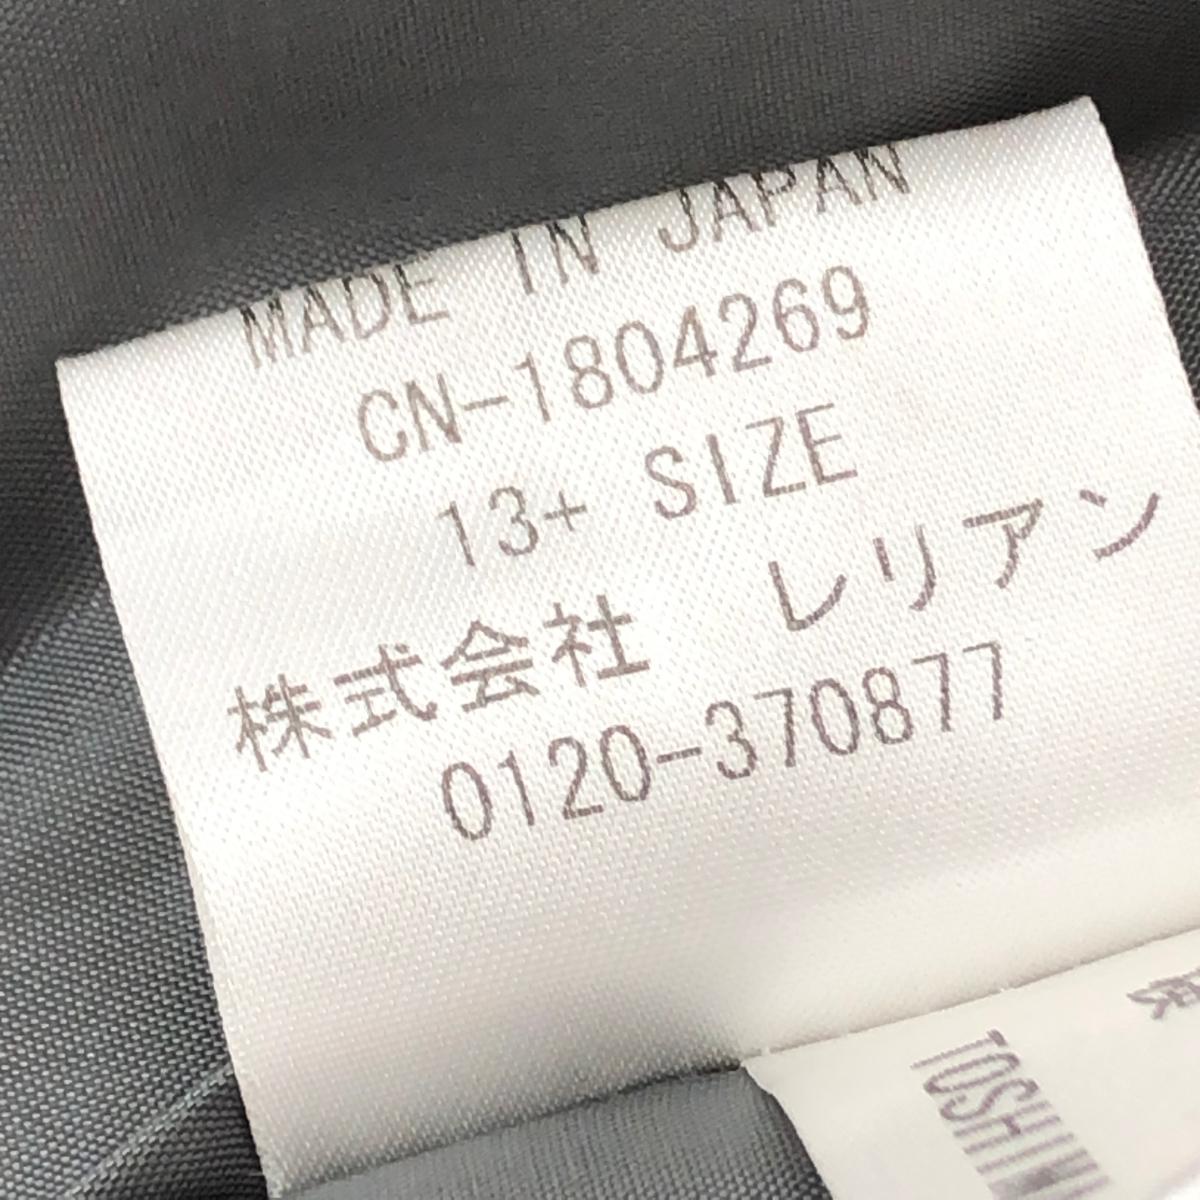 MADE IN JAPAN
CN-1804269
13+ SIZE
株式会社 レリアン
0120-370877